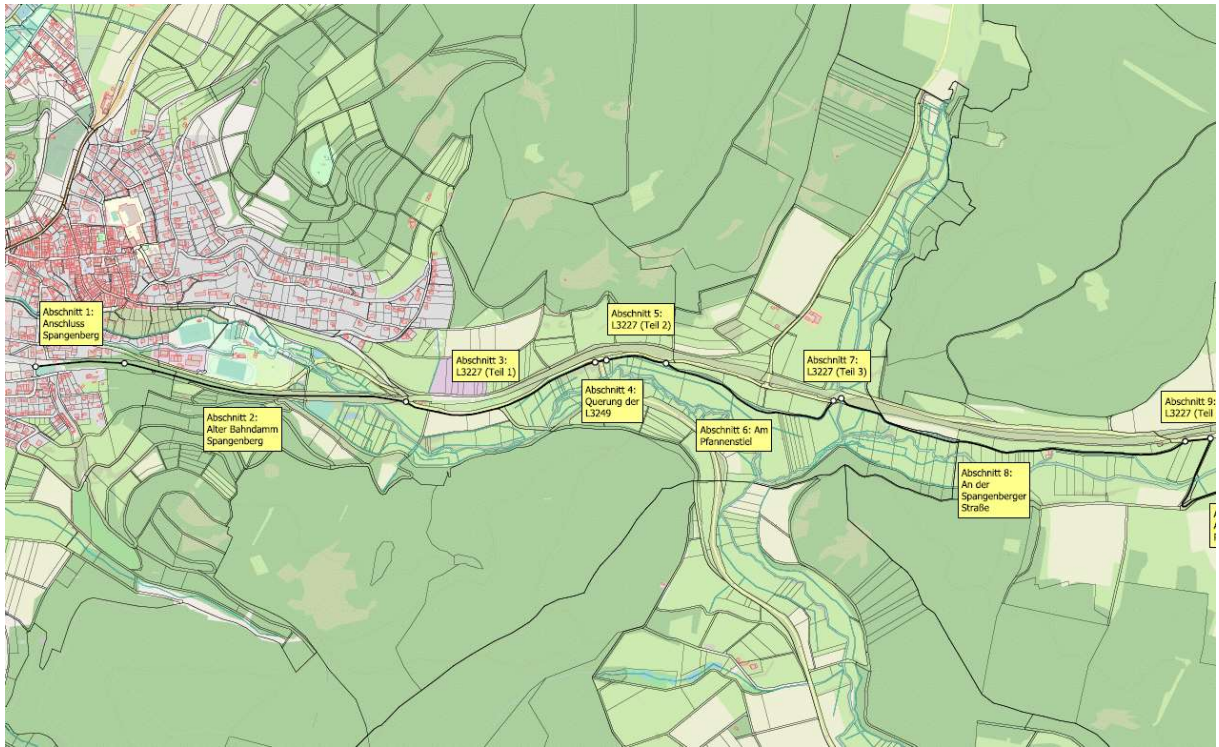 Abschnitt 1:
Anschluss
Spangenberg
Abschnitt 2:
Alter Bahndamm
Spangenberg
Abschnitt 3:
L3227 (Teil 1)
Abschnitt 4:
Querung der
L3249
Abschnitt 5:
L3227 (Teil 2)
Abschnitt 6: Am
Pfannenstiel
Abschnitt 7:
L3227 (Teil 3)
Abschnitt 8:
An der
Spangenberger
Straße
Abschnitt 9:
L3227 (Teil